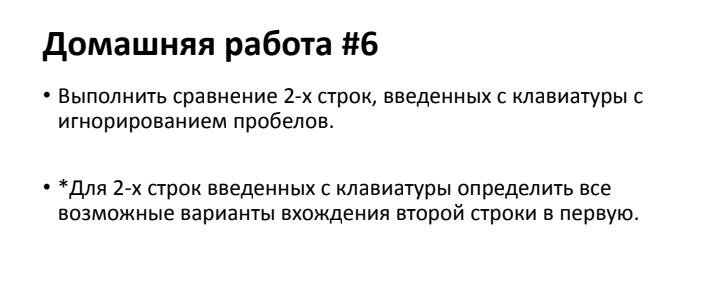 Домашняя работа #6
• Выполнить сравнение 2-х строк, введенных с клавиатуры с
игнорированием пробелов.
• *Для 2-х строк введенных с клавиатуры определить все
возможные варианты вхождения второй строки в первую.